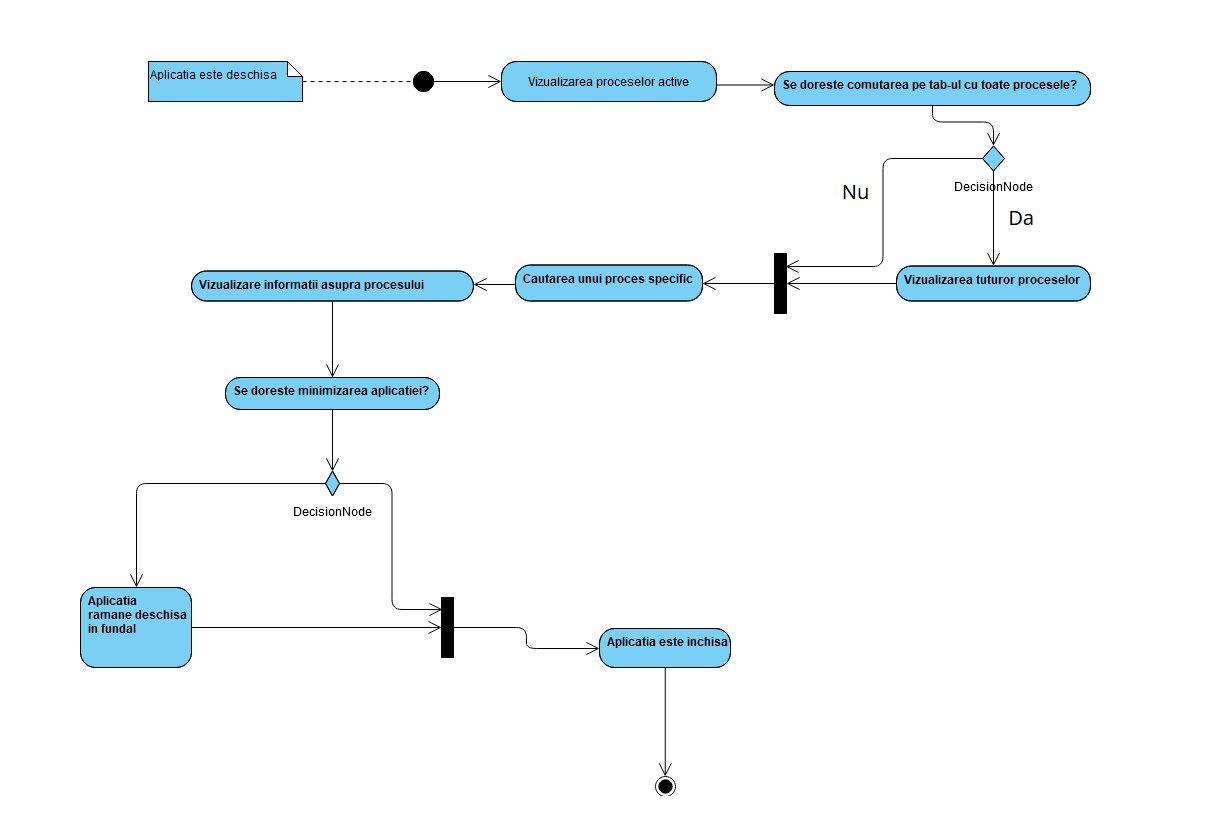 Aplicatia este deschisa
Vizualizarea proceselor active
Se doreste comutarea pe tab-ul cu toate procesele?
DecisionNode
Nu
Da
Vizualizarea tuturor proceselor
Cautarea unui proces specific
Vizualizare informatii asupra procesului
Se doreste minimizarea aplicatiei?
DecisionNode
Aplicatia
ramane deschisa
in fundal
Aplicatia este inchisa